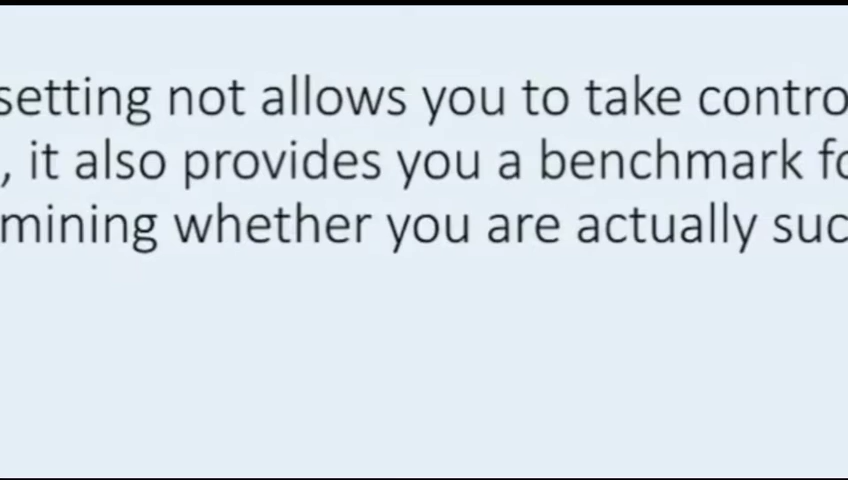 setting not allows you to take contro
, it also provides you a benchmark fo
mining whether you are actually suc